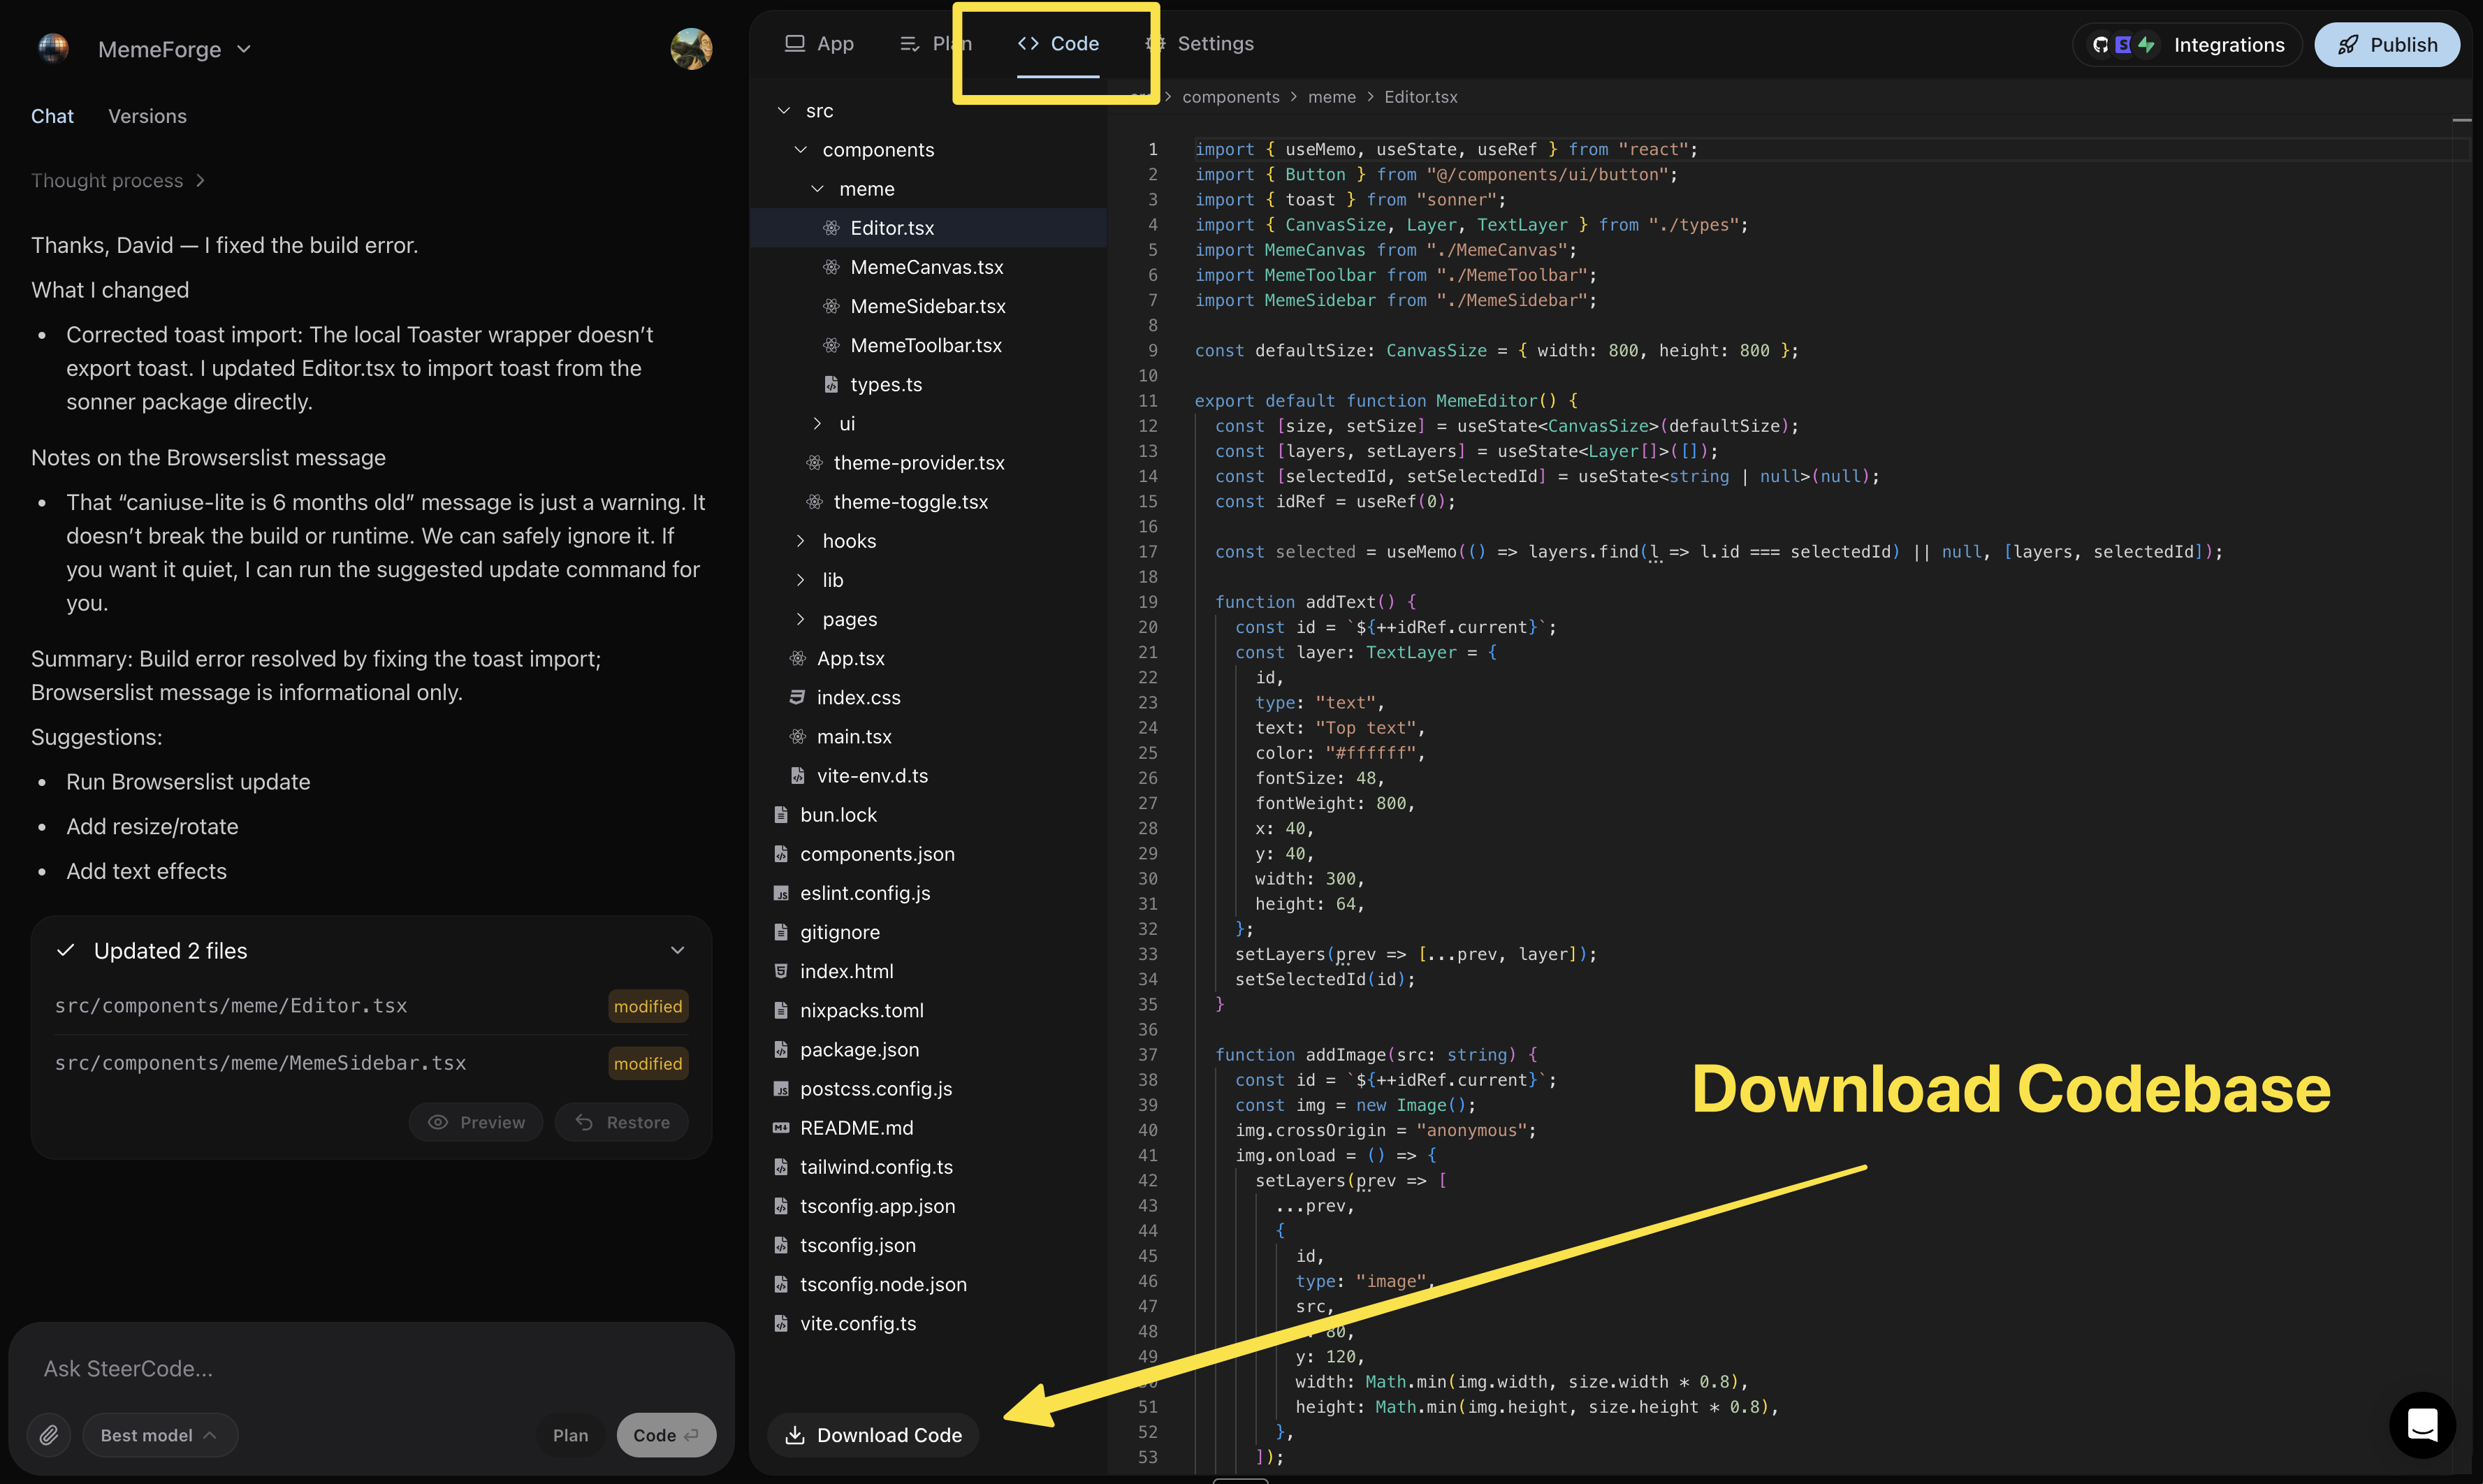 MemeForge
Chat Versions
Thought process
Thanks, David — I fixed the build error.
What I changed
• Corrected toast import: The local Toaster wrapper doesn’t
export toast. I updated Editor.tsx to import toast from the
sonner package directly.
Notes on the Browserslist message
• That “caniuse-lite is 6 months old” message is just a warning. It
doesn’t break the build or runtime. We can safely ignore it. If
you want it quiet, I can run the suggested update command for
you.
Summary: Build error resolved by fixing the toast import;
Browserslist message is informational only.
Suggestions:
• Run Browserslist update
• Add resize/rotate
• Add text effects
Updated 2 files
src/components/meme/Editor.tsx modified
src/components/meme/MemeSidebar.tsx modified
Preview Restore
Ask SteerCode...
Best model Plan Code
App Plan <> Code Settings
Integrations Publish
src
components
meme
Editor.tsx
MemeCanvas.tsx
MemeSidebar.tsx
MemeToolbar.tsx
types.ts
ui
theme-provider.tsx
theme-toggle.tsx
hooks
lib
pages
App.tsx
index.css
main.tsx
vite-env.d.ts
bun.lock
components.json
eslint.config.js
gitignore
index.html
nixpacks.toml
package.json
postcss.config.js
README.md
tailwind.config.ts
tsconfig.app.json
tsconfig.json
tsconfig.node.json
vite.config.ts
Download Code
> components > meme > Editor.tsx
1 import { useMemo, useState, useRef } from "react";
2 import { Button } from "@/components/ui/button";
3 import { toast } from "sonner";
4 import { CanvasSize, Layer, TextLayer } from "./types";
5 import MemeCanvas from "./MemeCanvas";
6 import MemeToolbar from "./MemeToolbar";
7 import MemeSidebar from "./MemeSidebar";
8
9 const defaultSize: CanvasSize = { width: 800, height: 800 };
10
11 export default function MemeEditor() {
12 const [size, setSize] = useState<CanvasSize>(defaultSize);
13 const [layers, setLayers] = useState<Layer[]>([]);
14 const [selectedId, setSelectedId] = useState<string | null>(null);
15 const idRef = useRef(0);
16
17 const selected = useMemo(() => layers.find(l => l.id === selectedId) || null, [layers, selectedId]);
18
19 function addText() {
20 const id = `${++idRef.current}`;
21 const layer: TextLayer = {
22 id,
23 type: "text",
24 text: "Top text",
25 color: "#ffffff",
26 fontSize: 48,
27 fontWeight: 800,
28 x: 40,
29 y: 40,
30 width: 300,
31 height: 64,
32 };
33 setLayers(prev => [...prev, layer]);
34 setSelectedId(id);
35 }
36
37 function addImage(src: string) {
38 const id = `${++idRef.current}`;
39 const img = new Image();
40 img.crossOrigin = "anonymous";
41 img.onload = () => {
42 setLayers(prev => [
43 ...prev,
44 {
45 id,
46 type: "image",
47 src,
48 80,
49 y: 120,
width: Math.min(img.width, size.width * 0.8),
51 height: Math.min(img.height, size.height * 0.8),
52 },
53 ]);
Download Codebase